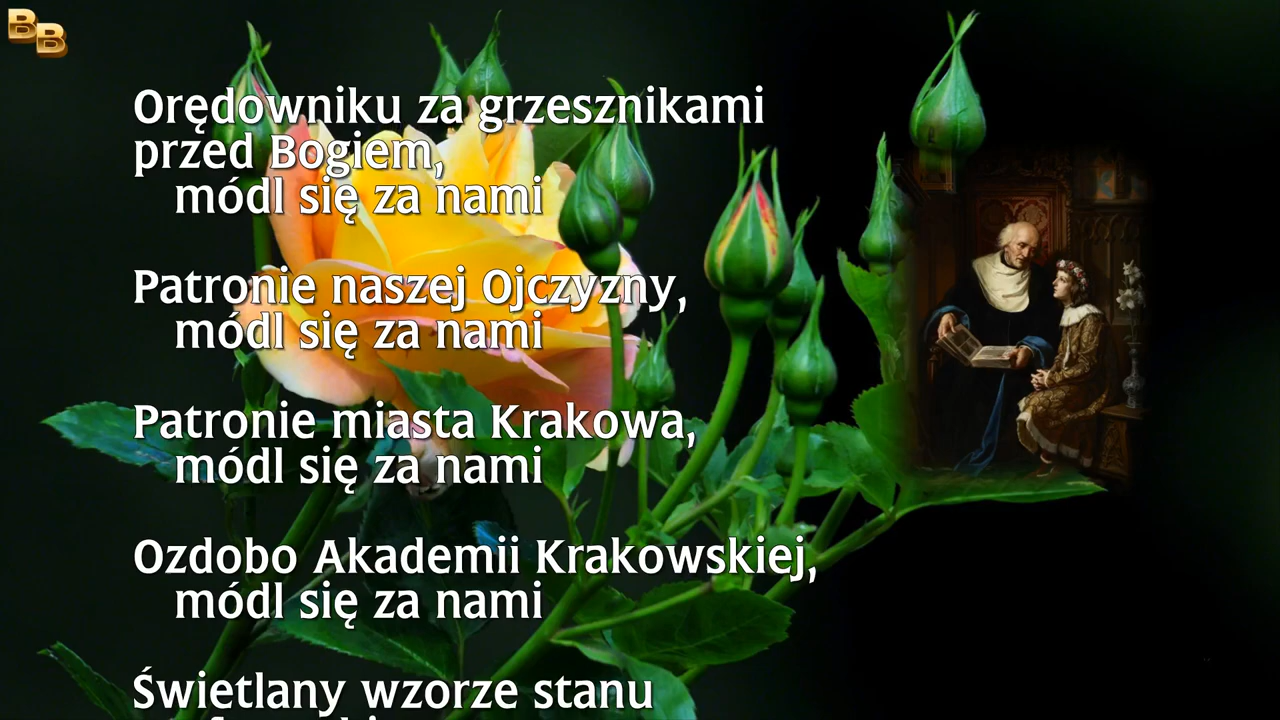 BB
Orędowniku za grzesznikami
przed Bogiem,
módl się za nami
Patronie naszej Ojczyzny,
módl się za nami
Patronie miasta Krakowa,
módl się za nami
Ozdobo Akademii Krakowskiej,
módl się za nami
Świetlany wzorze stanu